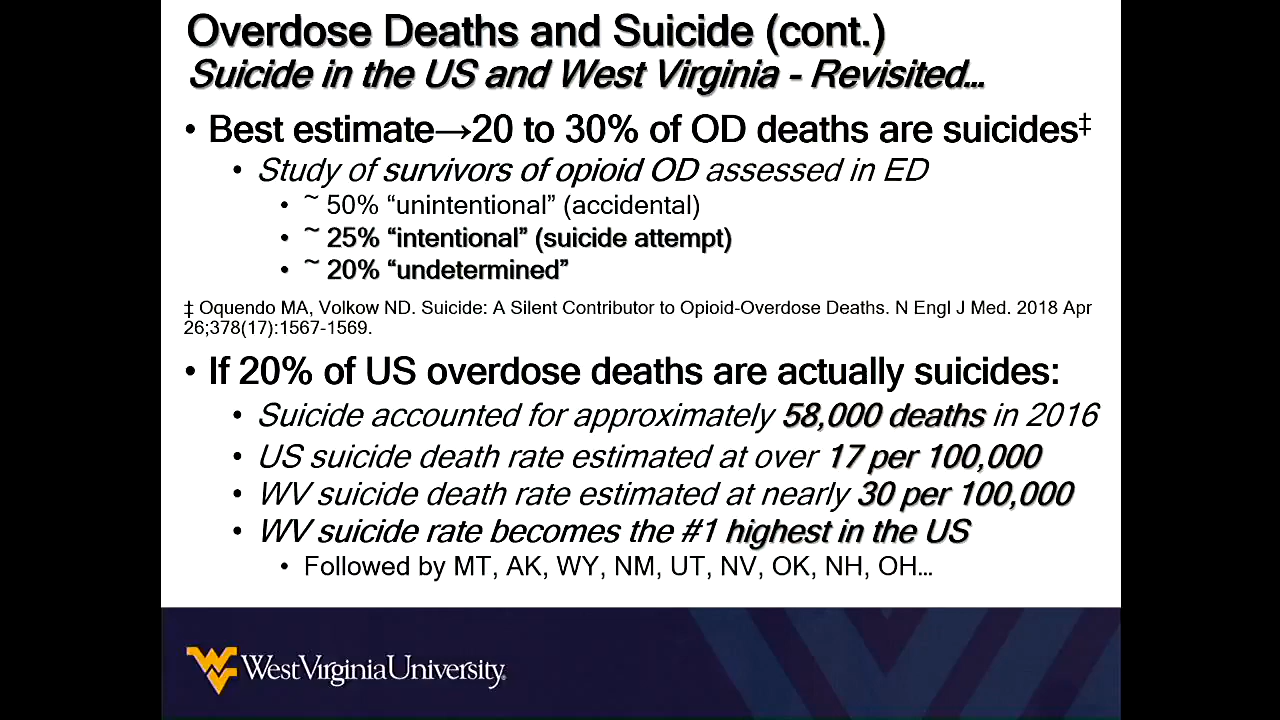 Overdose Deaths and Suicide (cont.)
Suicide in the US and West Virginia - Revisited...
• Best estimate→20 to 30% of OD deaths are suicides‡
• Study of survivors of opioid OD assessed in ED
• ~ 50% “unintentional” (accidental)
• ~ 25% “intentional” (suicide attempt)
• ~ 20% “undetermined”
‡ Oquendo MA, Volkow ND. Suicide: A Silent Contributor to Opioid-Overdose Deaths. N Engl J Med. 2018 Apr
26;378(17):1567-1569.
• If 20% of US overdose deaths are actually suicides:
• Suicide accounted for approximately 58,000 deaths in 2016
• US suicide death rate estimated at over 17 per 100,000
• WV suicide death rate estimated at nearly 30 per 100,000
• WV suicide rate becomes the #1 highest in the US
• Followed by MT, AK, WY, NM, UT, NV, OK, NH, OH...
WV WestVirginiaUniversity.